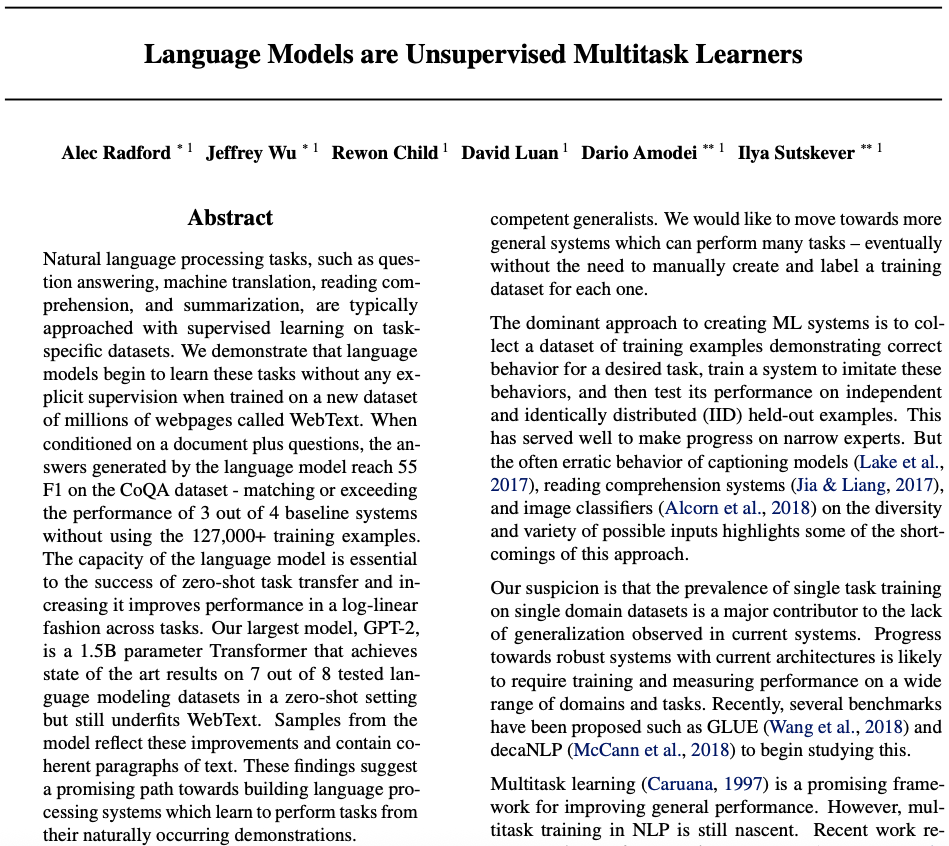 Language Models are Unsupervised Multitask Learners
Alec Radford * 1 Jeffrey Wu * 1 Rewon Child 1 David Luan 1 Dario Amodei ** 1 Ilya Sutskever ** 1
Abstract
Natural language processing tasks, such as ques-
tion answering, machine translation, reading com-
prehension, and summarization, are typically
approached with supervised learning on task-
specific datasets. We demonstrate that language
models begin to learn these tasks without any ex-
plicit supervision when trained on a new dataset
of millions of webpages called WebText. When
conditioned on a document plus questions, the an-
swers generated by the language model reach 55
F1 on the CoQA dataset - matching or exceeding
the performance of 3 out of 4 baseline systems
without using the 127,000+ training examples.
The capacity of the language model is essential
to the success of zero-shot task transfer and in-
creasing it improves performance in a log-linear
fashion across tasks. Our largest model, GPT-2,
is a 1.5B parameter Transformer that achieves
state of the art results on 7 out of 8 tested lan-
guage modeling datasets in a zero-shot setting
but still underfits WebText. Samples from the
model reflect these improvements and contain co-
herent paragraphs of text. These findings suggest
a promising path towards building language pro-
cessing systems which learn to perform tasks from
their naturally occurring demonstrations.
competent generalists. We would like to move towards more
general systems which can perform many tasks – eventually
without the need to manually create and label a training
dataset for each one.
The dominant approach to creating ML systems is to col-
lect a dataset of training examples demonstrating correct
behavior for a desired task, train a system to imitate these
behaviors, and then test its performance on independent
and identically distributed (IID) held-out examples. This
has served well to make progress on narrow experts. But
the often erratic behavior of captioning models (Lake et al.,
2017), reading comprehension systems (Jia & Liang, 2017),
and image classifiers (Alcorn et al., 2018) on the diversity
and variety of possible inputs highlights some of the short-
comings of this approach.
Our suspicion is that the prevalence of single task training
on single domain datasets is a major contributor to the lack
of generalization observed in current systems. Progress
towards robust systems with current architectures is likely
to require training and measuring performance on a wide
range of domains and tasks. Recently, several benchmarks
have been proposed such as GLUE (Wang et al., 2018) and
decaNLP (McCann et al., 2018) to begin studying this.
Multitask learning (Caruana, 1997) is a promising frame-
work for improving general performance. However, mul-
titask training in NLP is still nascent. Recent work re-